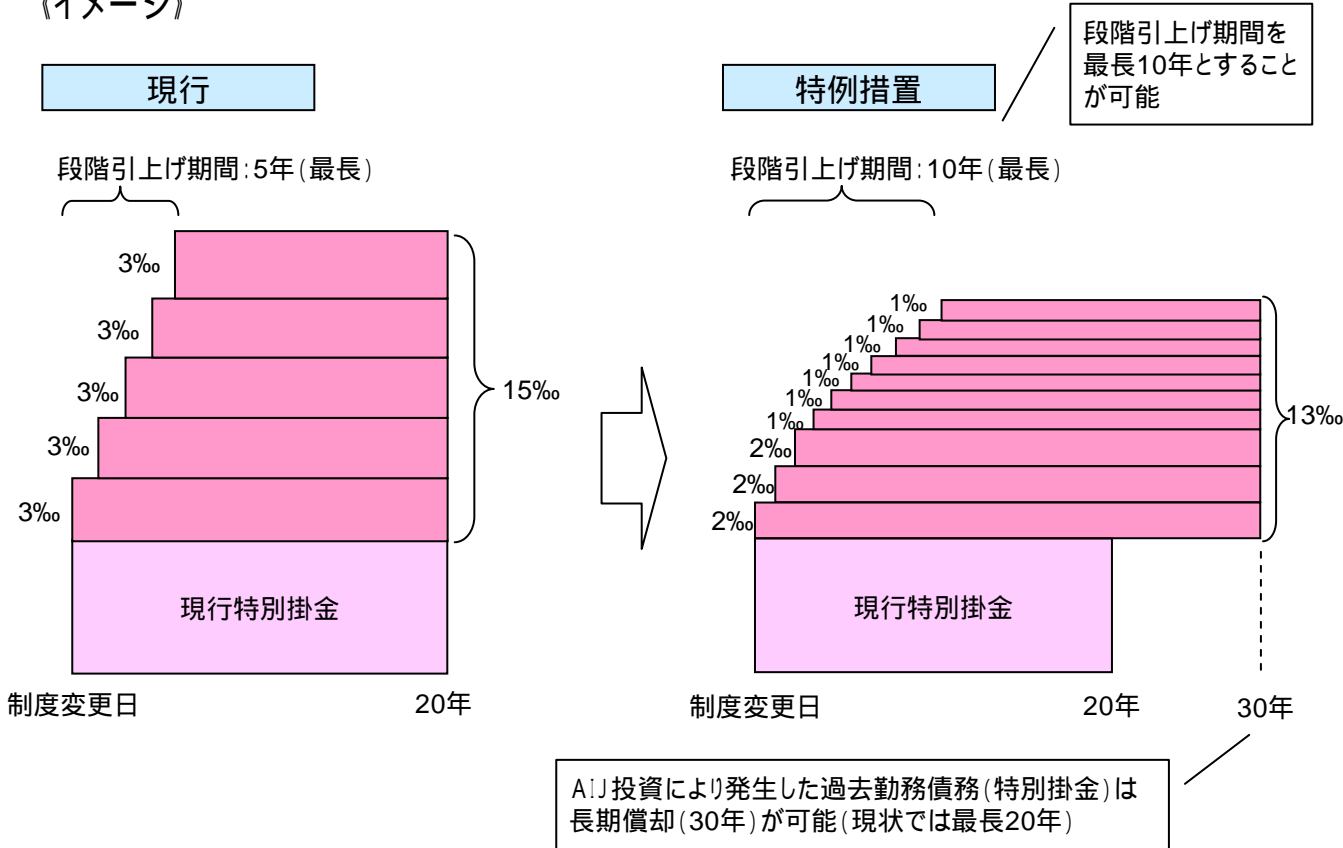 《イメージ》
段階引上げ期間を
最長10年とすること
が可能
現行
特例措置
段階引上げ期間：5年（最長）
段階引上げ期間：10年（最長）
3‰
3‰
3‰
3‰
3‰
15‰
現行特別掛金
制度変更日
20年
1‰
1‰
1‰
1‰
1‰
1‰
1‰
2‰
2‰
2‰
13‰
現行特別掛金
制度変更日
20年
30年
AIJ投資により発生した過去勤務債務（特別掛金）は
長期償却（30年）が可能（現状では最長20年）